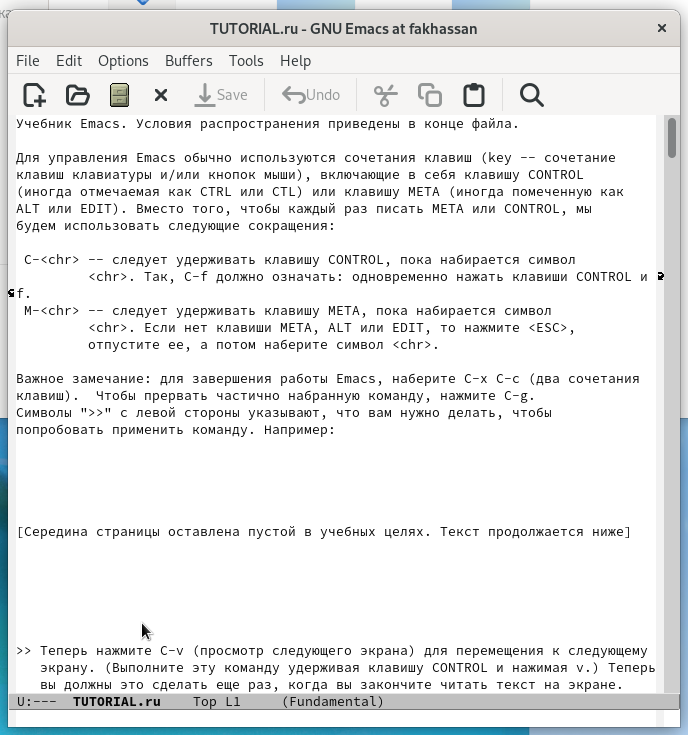 TUTORIAL.ru - GNU Emacs at fakhassan
File Edit Options Buffers Tools Help
Save Undo
Учебник Emacs. Условия распространения приведены в конце файла.
Для управления Emacs обычно используются сочетания клавиш (key -- сочетание
клавиш клавиатуры и/или кнопок мыши), включающие в себя клавишу CONTROL
(иногда отмечаемая как CTRL или CTL) или клавишу META (иногда помеченную как
ALT или EDIT). Вместо того, чтобы каждый раз писать META или CONTROL, мы
будем использовать следующие сокращения:
C-<chr> -- следует удерживать клавишу CONTROL, пока набирается символ
<chr>. Так, C-f должно означать: одновременно нажать клавиши CONTROL и
f.
M-<chr> -- следует удерживать клавишу META, пока набирается символ
<chr>. Если нет клавиши META, ALT или EDIT, то нажмите <ESC>,
отпустите ее, а потом наберите символ <chr>.
Важное замечание: для завершения работы Emacs, наберите C-x C-c (два сочетания
клавиш). Чтобы прервать частично набранную команду, нажмите C-g.
Символы ">>" с левой стороны указывают, что вам нужно делать, чтобы
попробовать применить команду. Например:
[Середина страницы оставлена пустой в учебных целях. Текст продолжается ниже]
>> Теперь нажмите C-v (просмотр следующего экрана) для перемещения к следующему
экрану. (Выполните эту команду удерживая клавишу CONTROL и нажимая v.) Теперь
вы должны это сделать еще раз, когда вы закончите читать текст на экране.
U:--- TUTORIAL.ru Top L1 (Fundamental)